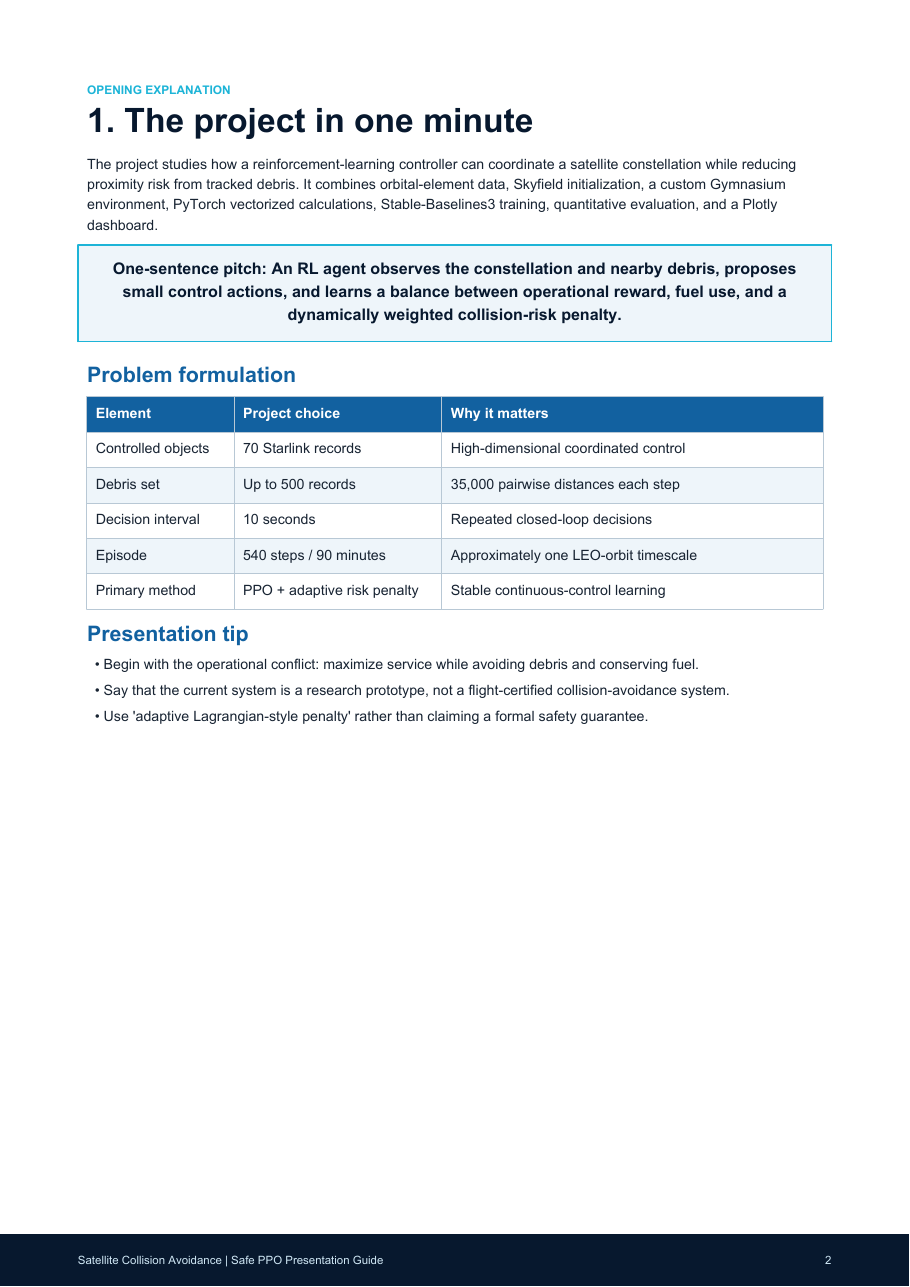 OPENING EXPLANATION
1. The project in one minute
The project studies how a reinforcement-learning controller can coordinate a satellite constellation while reducing
proximity risk from tracked debris. It combines orbital-element data, Skyfield initialization, a custom Gymnasium
environment, PyTorch vectorized calculations, Stable-Baselines3 training, quantitative evaluation, and a Plotly
dashboard.
One-sentence pitch: An RL agent observes the constellation and nearby debris, proposes
small control actions, and learns a balance between operational reward, fuel use, and a
dynamically weighted collision-risk penalty.
Problem formulation
Element Project choice Why it matters
Controlled objects 70 Starlink records High-dimensional coordinated control
Debris set Up to 500 records 35,000 pairwise distances each step
Decision interval 10 seconds Repeated closed-loop decisions
Episode 540 steps / 90 minutes Approximately one LEO-orbit timescale
Primary method PPO + adaptive risk penalty Stable continuous-control learning
Presentation tip
• Begin with the operational conflict: maximize service while avoiding debris and conserving fuel.
• Say that the current system is a research prototype, not a flight-certified collision-avoidance system.
• Use 'adaptive Lagrangian-style penalty' rather than claiming a formal safety guarantee.
Satellite Collision Avoidance | Safe PPO Presentation Guide 2